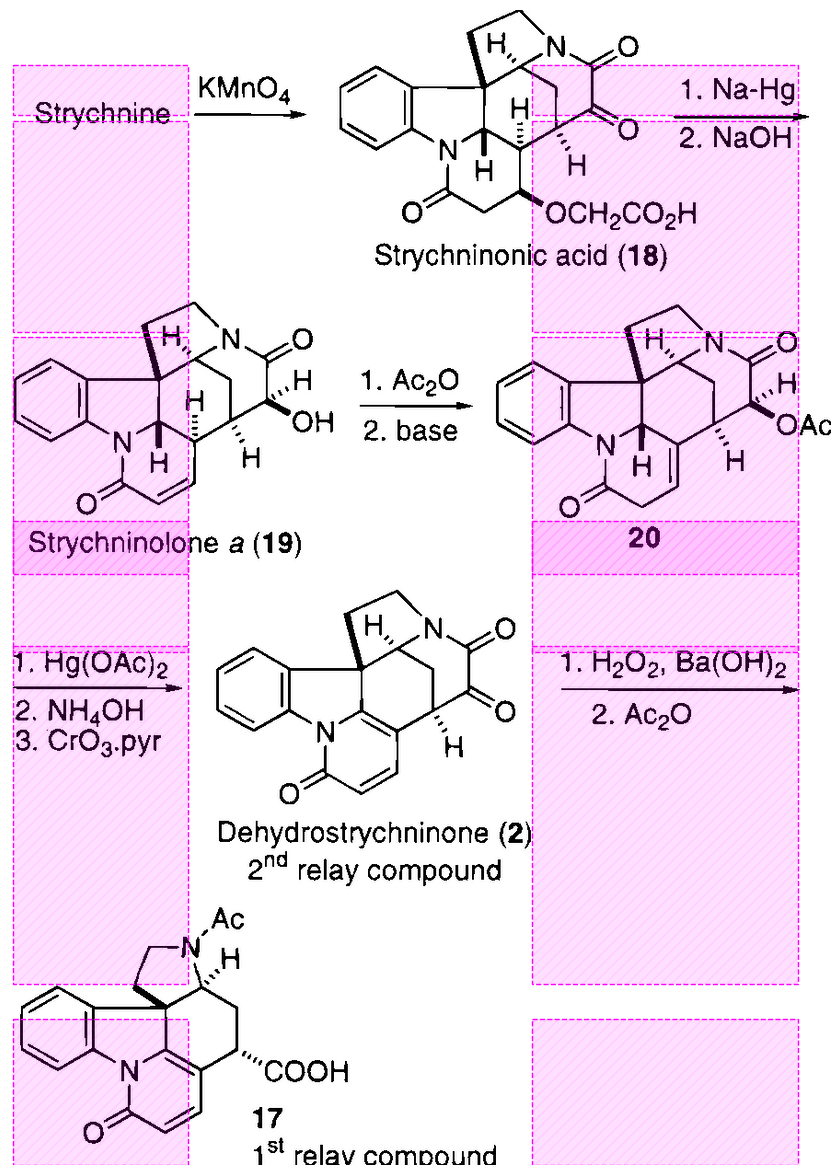 Strychnine
KMnO4
H
N
O
O
H
H
H
N
O
OCH2CO2H
Strychninonic acid (18)
1. Na-Hg
2. NaOH
H
N
O
H
OH
H
H
H
N
O
Strychninolone a (19)
1. Ac2O
2. base
H
N
O
H
OAc
H
H
N
O
20
1. Hg(OAc)2
2. NH4OH
3. CrO3.pyr
H
N
O
O
H
N
O
Dehydrostrychninone (2)
2nd relay compound
1. H2O2, Ba(OH)2
2. Ac2O
Ac
N
H
N
COOH
O
17
1st relay compound